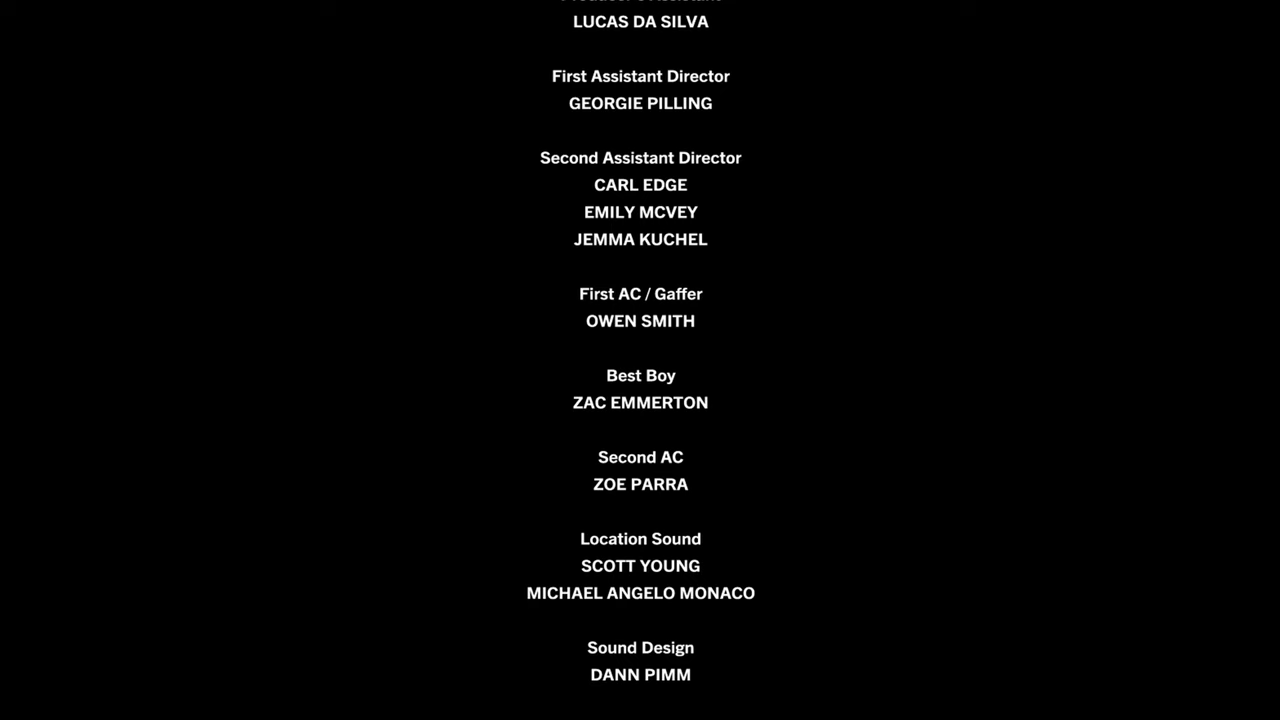 LUCAS DA SILVA
First Assistant Director
GEORGIE PILLING
Second Assistant Director
CARL EDGE
EMILY MCVEY
JEMMA KUCHEL
First AC / Gaffer
OWEN SMITH
Best Boy
ZAC EMMERTON
Second AC
ZOE PARRA
Location Sound
SCOTT YOUNG
MICHAEL ANGELO MONACO
Sound Design
DANN PIMM